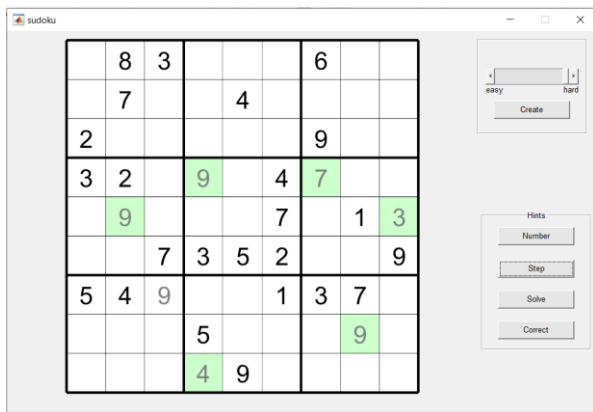 sudoku
8 3 6
7 4
2 9
3 2 9 4 7
9 7 1 3
7 3 5 2 9
5 4 9 1 3 7
5 9
4 9
easy hard
Create
Hints
Number
Step
Solve
Correct